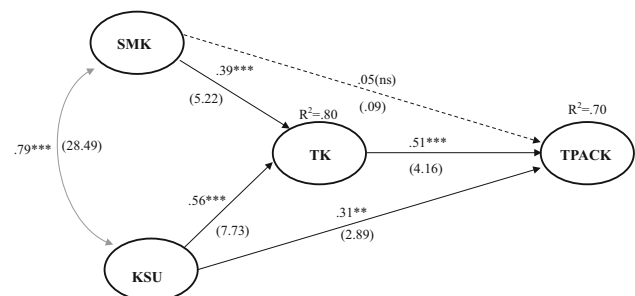 SMK
.39***
(5.22)
.05(ns)
(.09)
R²=.80
R²=.70
.79***
(28.49)
TK
.51***
(4.16)
TPACK
.56***
(7.73)
.31**
(2.89)
KSU